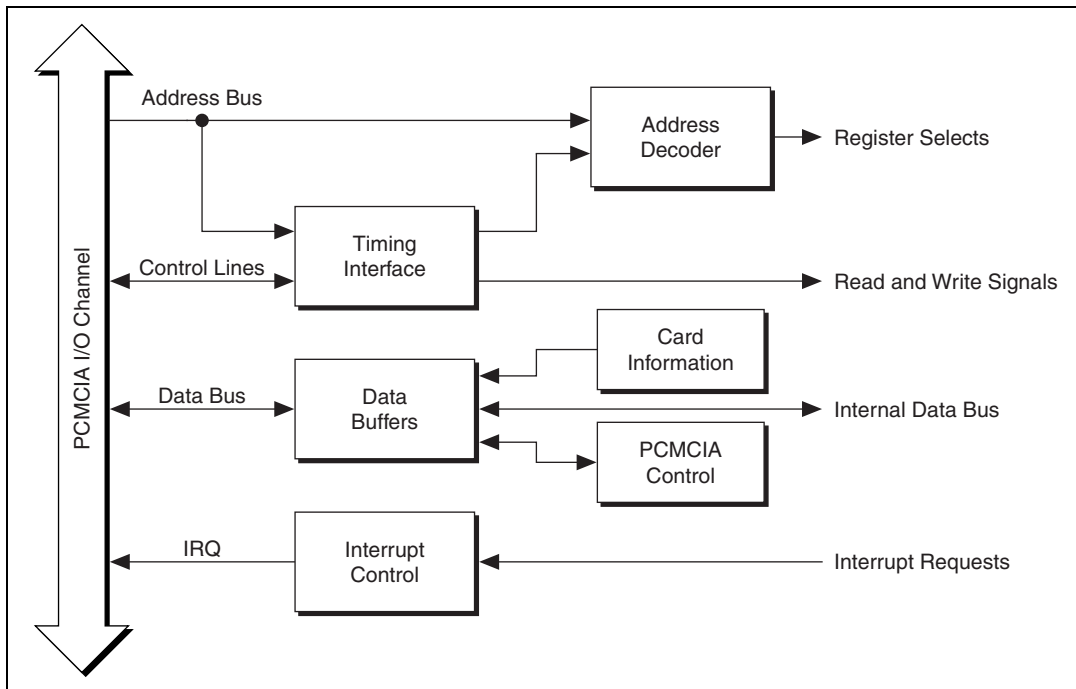 Address Bus
Address
Decoder
Register Selects
Timing
Interface
Control Lines
Read and Write Signals
PCMCIA I/O Channel
Card
Information
Data Bus
Data
Buffers
Internal Data Bus
PCMCIA
Control
IRQ
Interrupt
Control
Interrupt Requests